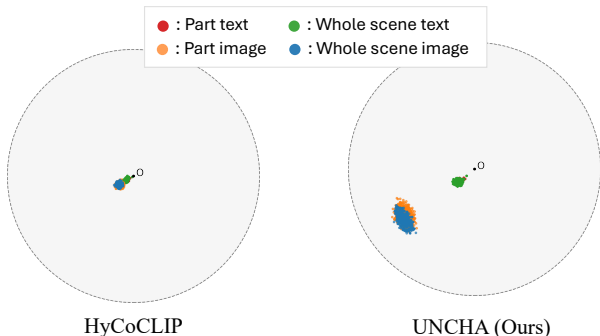 : Part text
: Whole scene text
: Part image
: Whole scene image
O
O
HyCoCLIP
UNCHA (Ours)